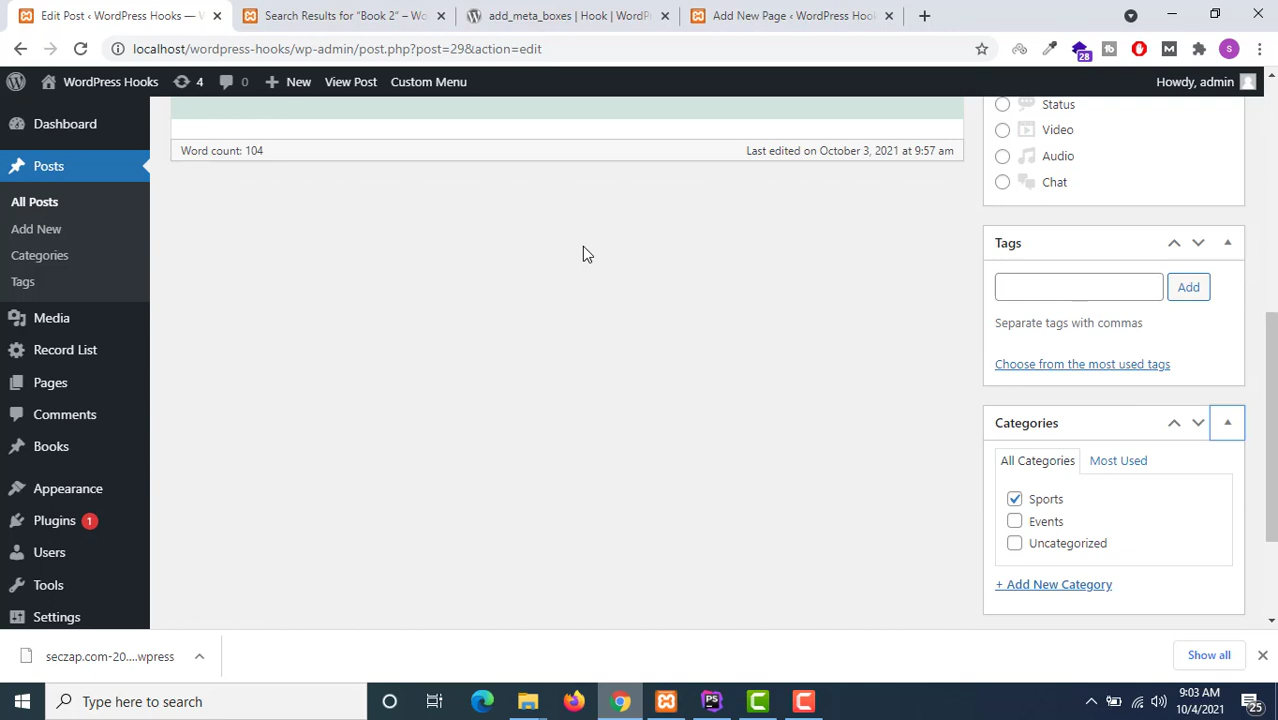 Edit Post ‹ WordPress Hooks — W
Search Results for “Book 2” – Wo
add_meta_boxes | Hook | WordPr
Add New Page ‹ WordPress Hook
localhost/wordpress-hooks/wp-admin/post.php?post=29&action=edit
28
S
WordPress Hooks
4
0
New
View Post
Custom Menu
Howdy, admin
Dashboard
Posts
All Posts
Add New
Categories
Tags
Media
Record List
Pages
Comments
Books
Appearance
Plugins 1
Users
Tools
Settings
Word count: 104
Last edited on October 3, 2021 at 9:57 am
Status
Video
Audio
Chat
Tags
Add
Separate tags with commas
Choose from the most used tags
Categories
All Categories
Most Used
Sports
Events
Uncategorized
+ Add New Category
seczap.com-20....wpress
Show all
Type here to search
PS
9:03 AM
10/4/2021
25